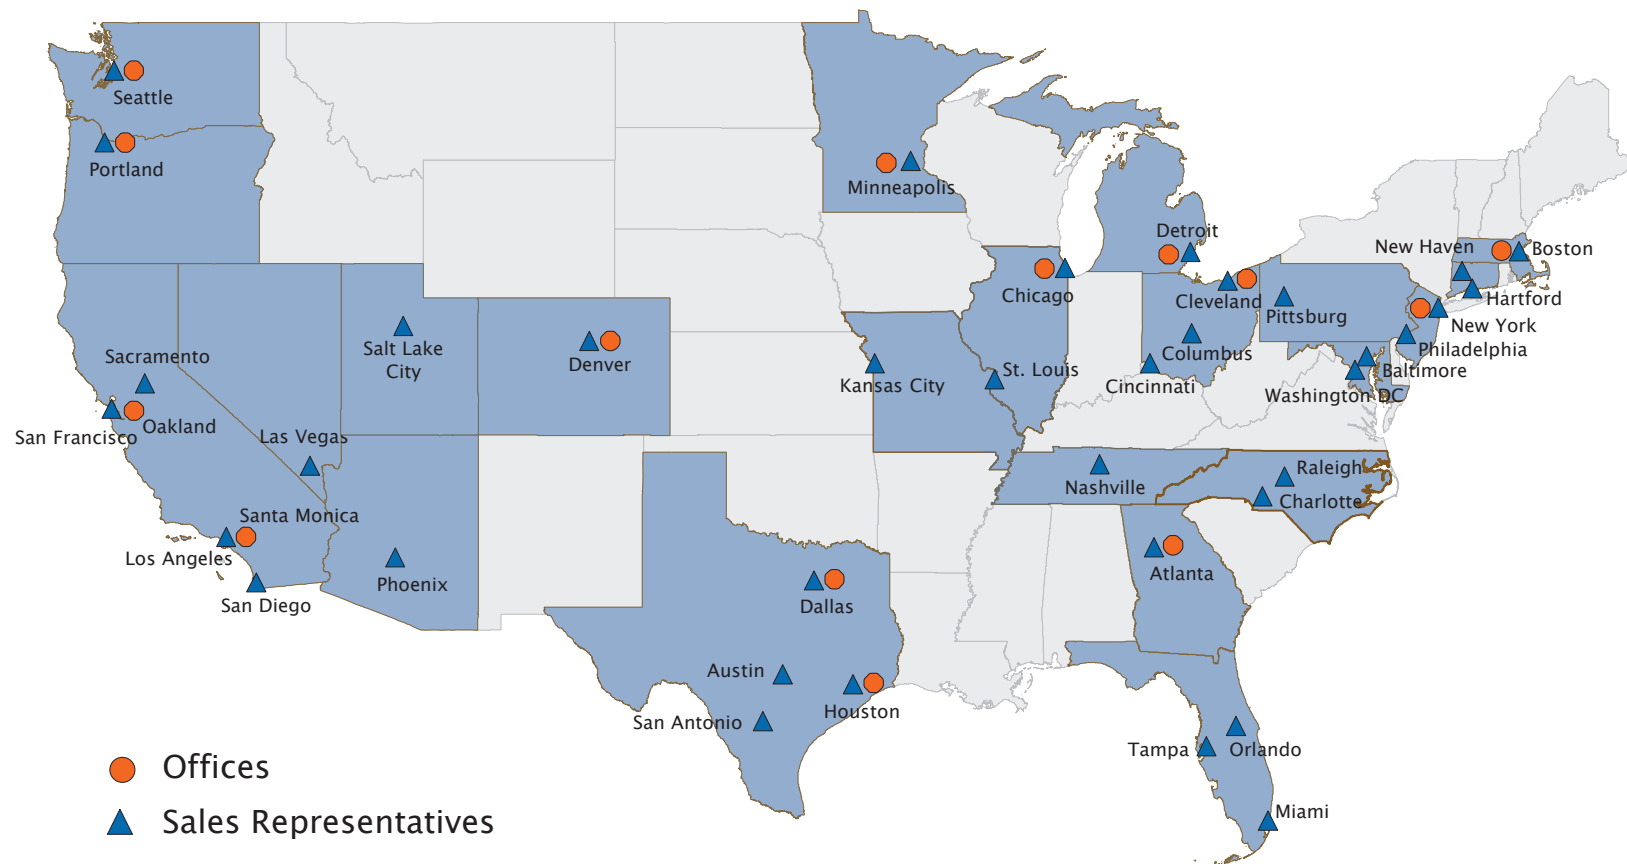 Seattle
Portland
Minneapolis
Detroit
New Haven
Boston
Chicago
Cleveland
Hartford
Pittsburg
New York
Sacramento
Salt Lake
City
Denver
Columbus
Philadelphia
St. Louis
Baltimore
Kansas City
Cincinnati
Washington DC
Oakland
San Francisco
Las Vegas
Raleigh
Nashville
Charlotte
Santa Monica
Los Angeles
Phoenix
Atlanta
San Diego
Dallas
Austin
Houston
San Antonio
Tampa
Orlando
Miami
Offices
Sales Representatives